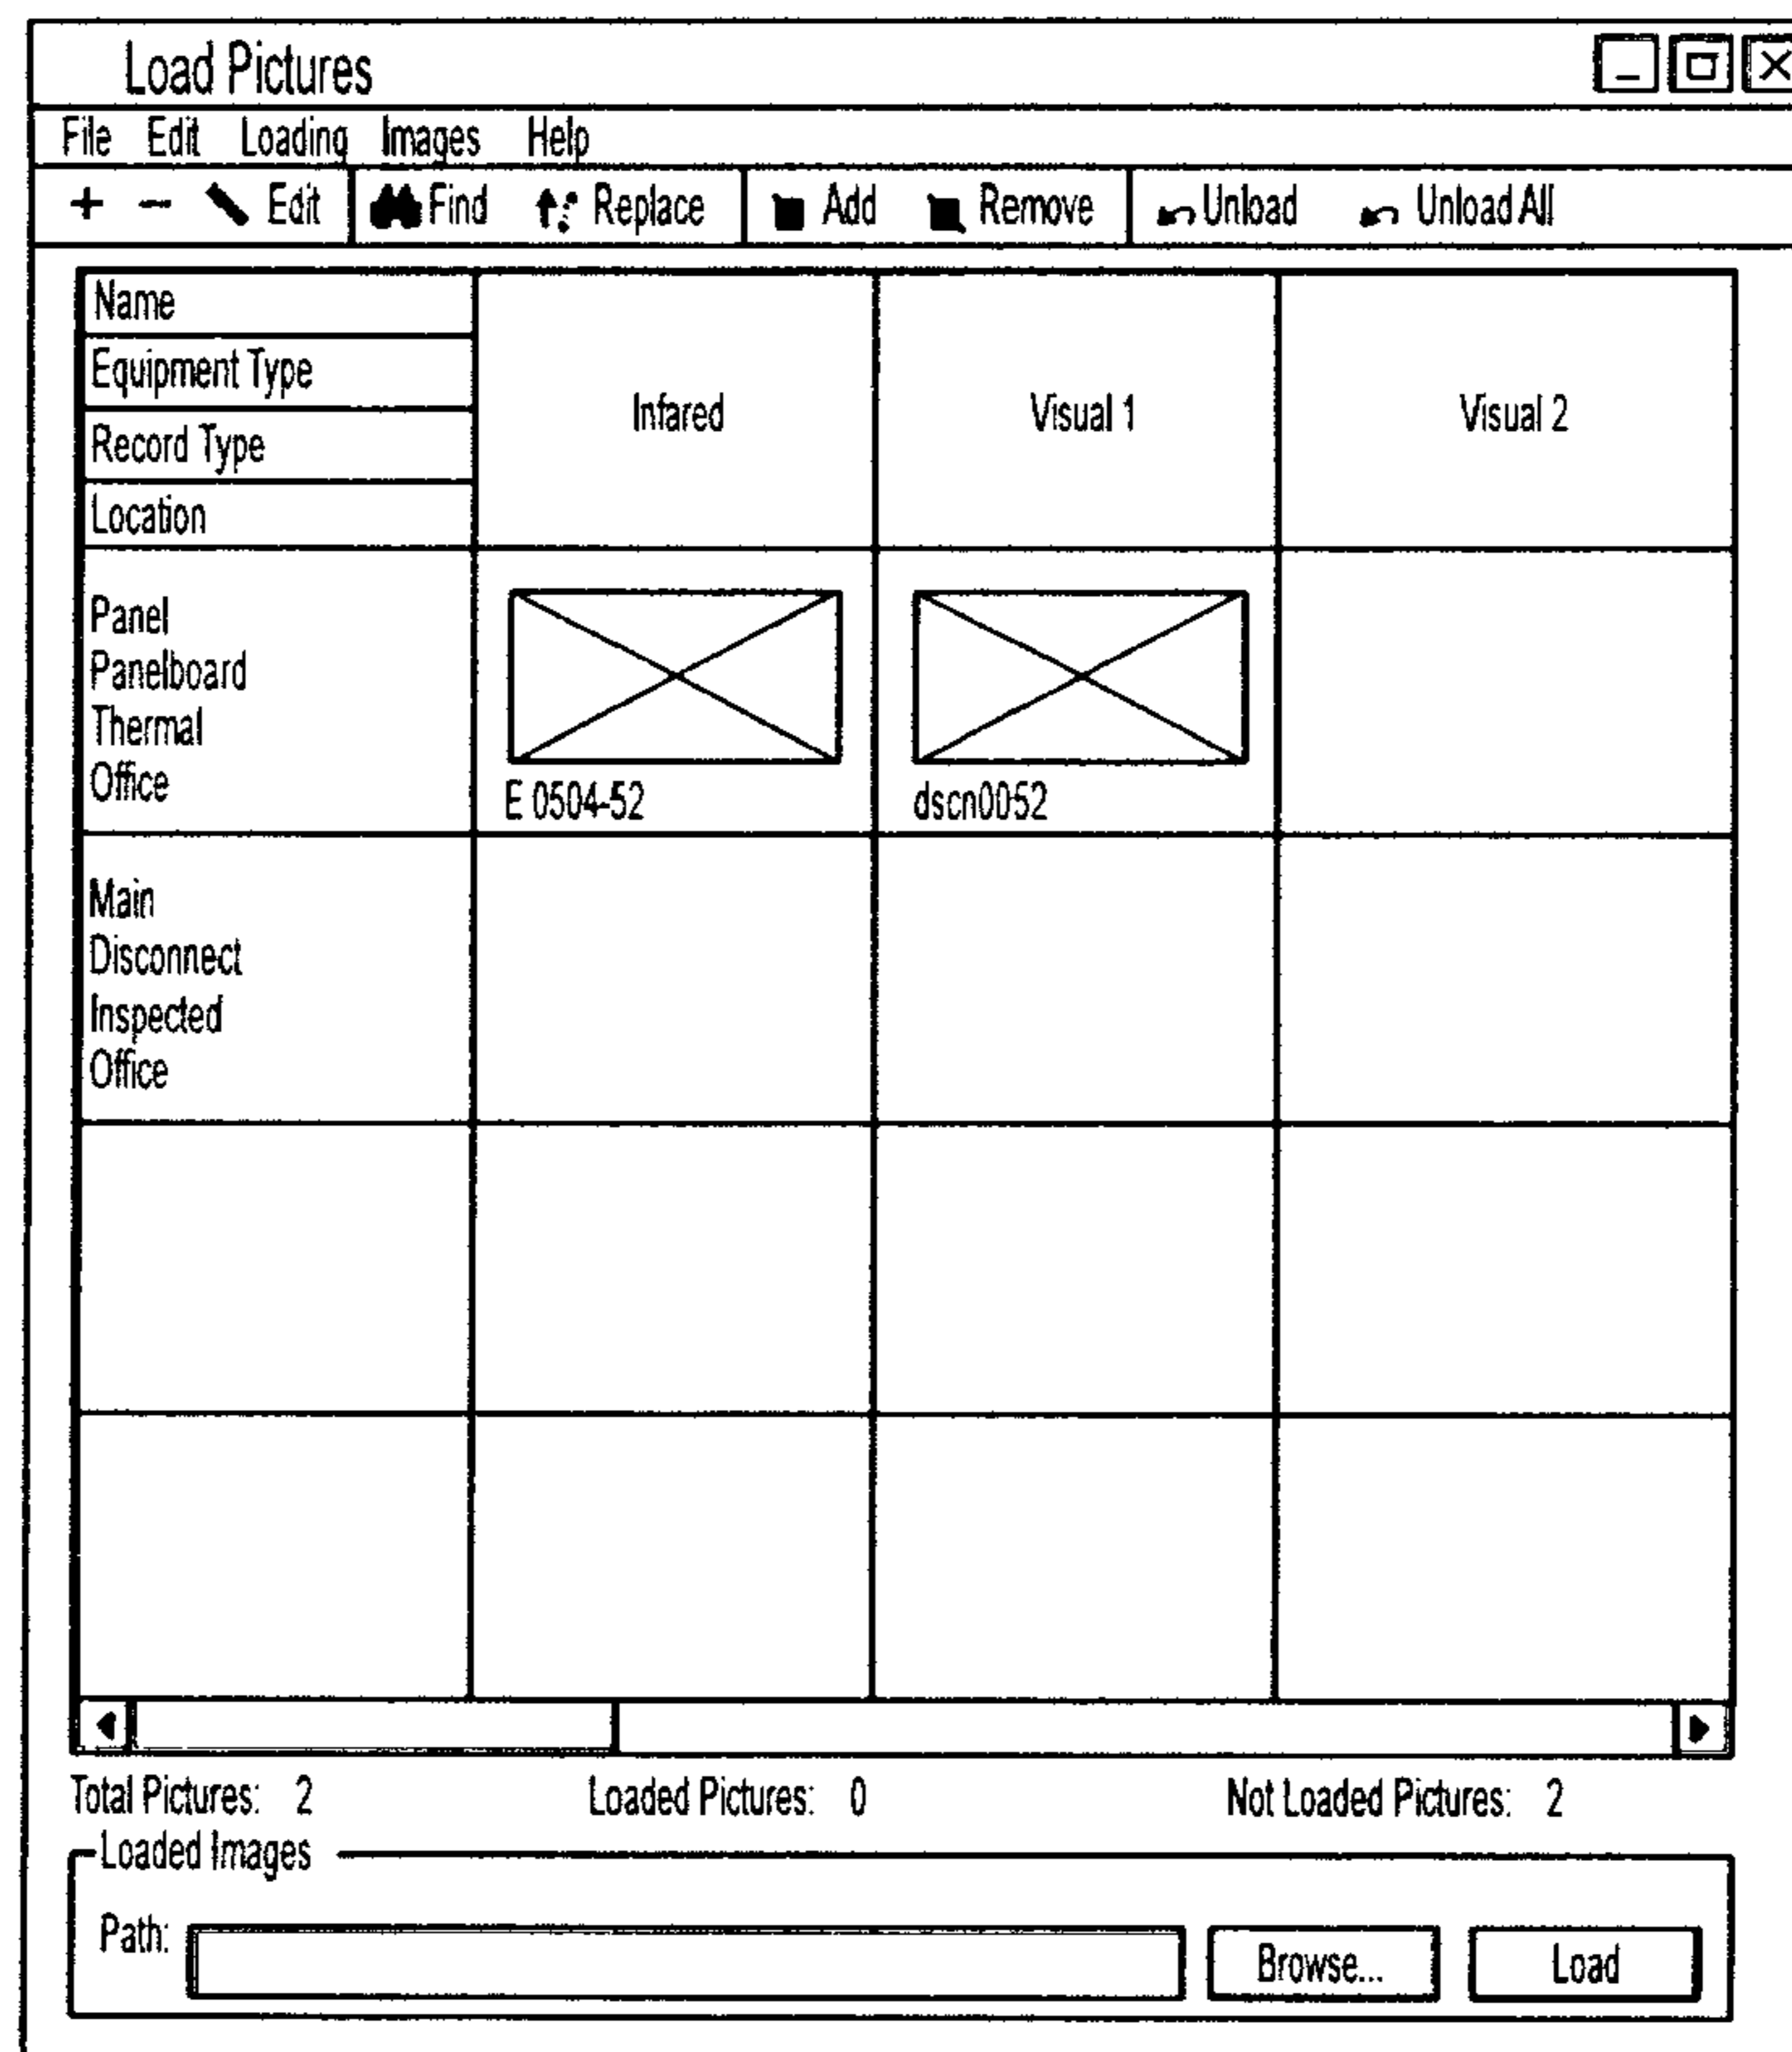 Load Pictures
File Edit Loading Images Help
+ − Edit Find Replace Add Remove Unload Unload All
Name
Equipment Type
Record Type
Location
Infared Visual 1 Visual 2
Panel
Panelboard
Thermal
Office
E 0504-52 dscn0052
Main
Disconnect
Inspected
Office
Total Pictures: 2 Loaded Pictures: 0 Not Loaded Pictures: 2
Loaded Images
Path: Browse... Load